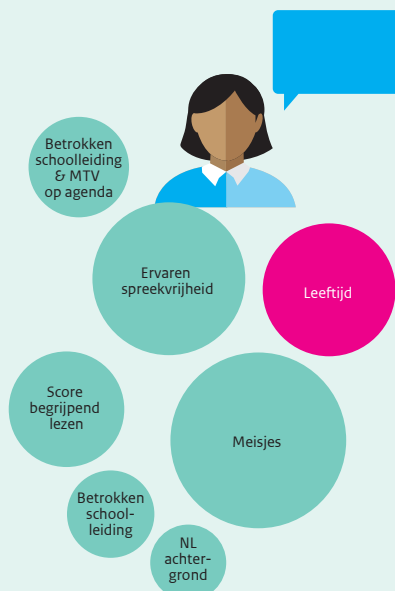 Betrokken
schoolleiding
& MTV
op agenda
Ervaren
spreekvrijheid
Leeftijd
Score
begrijpend
lezen
Meisjes
Betrokken
school-
leiding
NL
achter-
grond